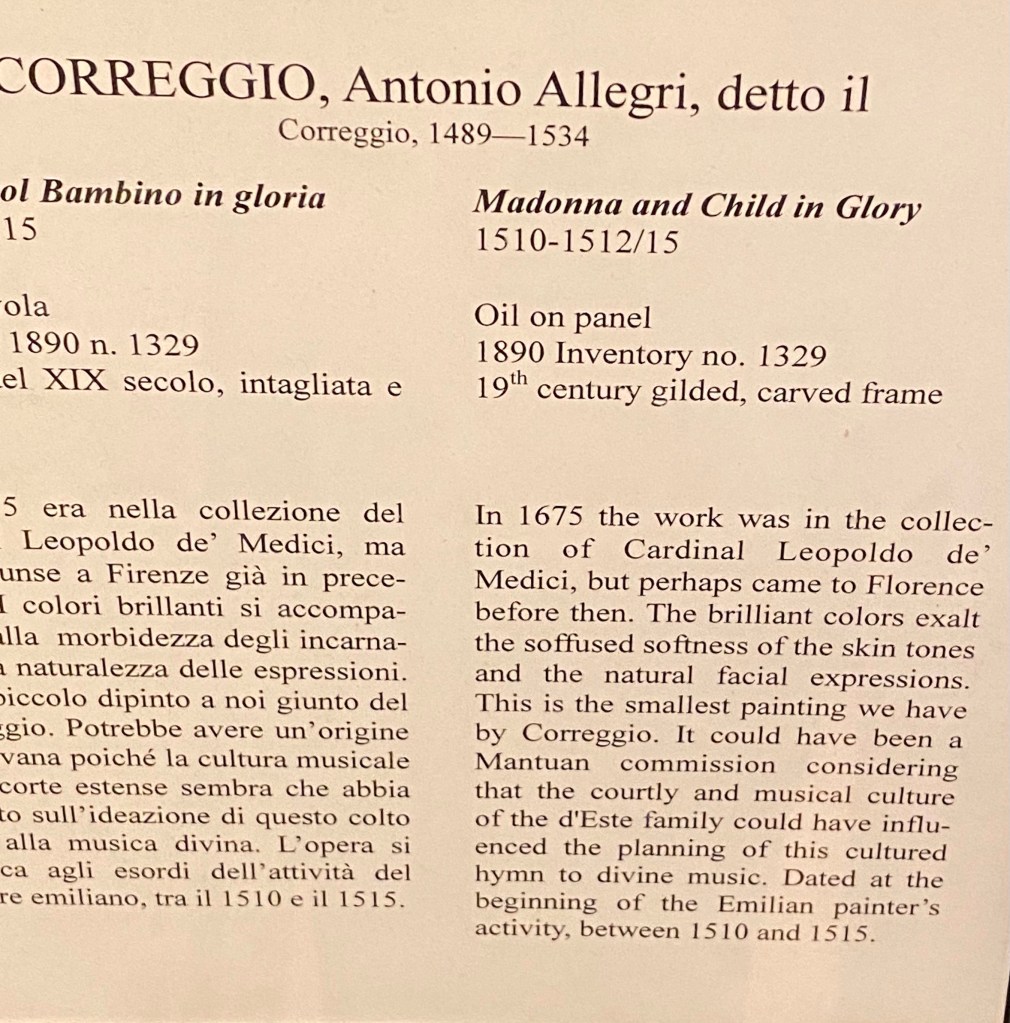 CORREGGIO, Antonio Allegri, detto il
Correggio, 1489—1534
ol Bambino in gloria
15
ola
1890 n. 1329
el XIX secolo, intagliata e
5 era nella collezione del
Leopoldo de’ Medici, ma
unse a Firenze già in prece-
I colori brillanti si accompa-
alla morbidezza degli incarna-
a naturalezza delle espressioni.
piccolo dipinto a noi giunto del
ggio. Potrebbe avere un’origine
vana poiché la cultura musicale
corte estense sembra che abbia
to sull’ideazione di questo colto
alla musica divina. L’opera si
ca agli esordi dell’attività del
re emiliano, tra il 1510 e il 1515.
Madonna and Child in Glory
1510-1512/15
Oil on panel
1890 Inventory no. 1329
19th century gilded, carved frame
In 1675 the work was in the collec-
tion of Cardinal Leopoldo de’
Medici, but perhaps came to Florence
before then. The brilliant colors exalt
the soffused softness of the skin tones
and the natural facial expressions.
This is the smallest painting we have
by Correggio. It could have been a
Mantuan commission considering
that the courtly and musical culture
of the d'Este family could have influ-
enced the planning of this cultured
hymn to divine music. Dated at the
beginning of the Emilian painter’s
activity, between 1510 and 1515.